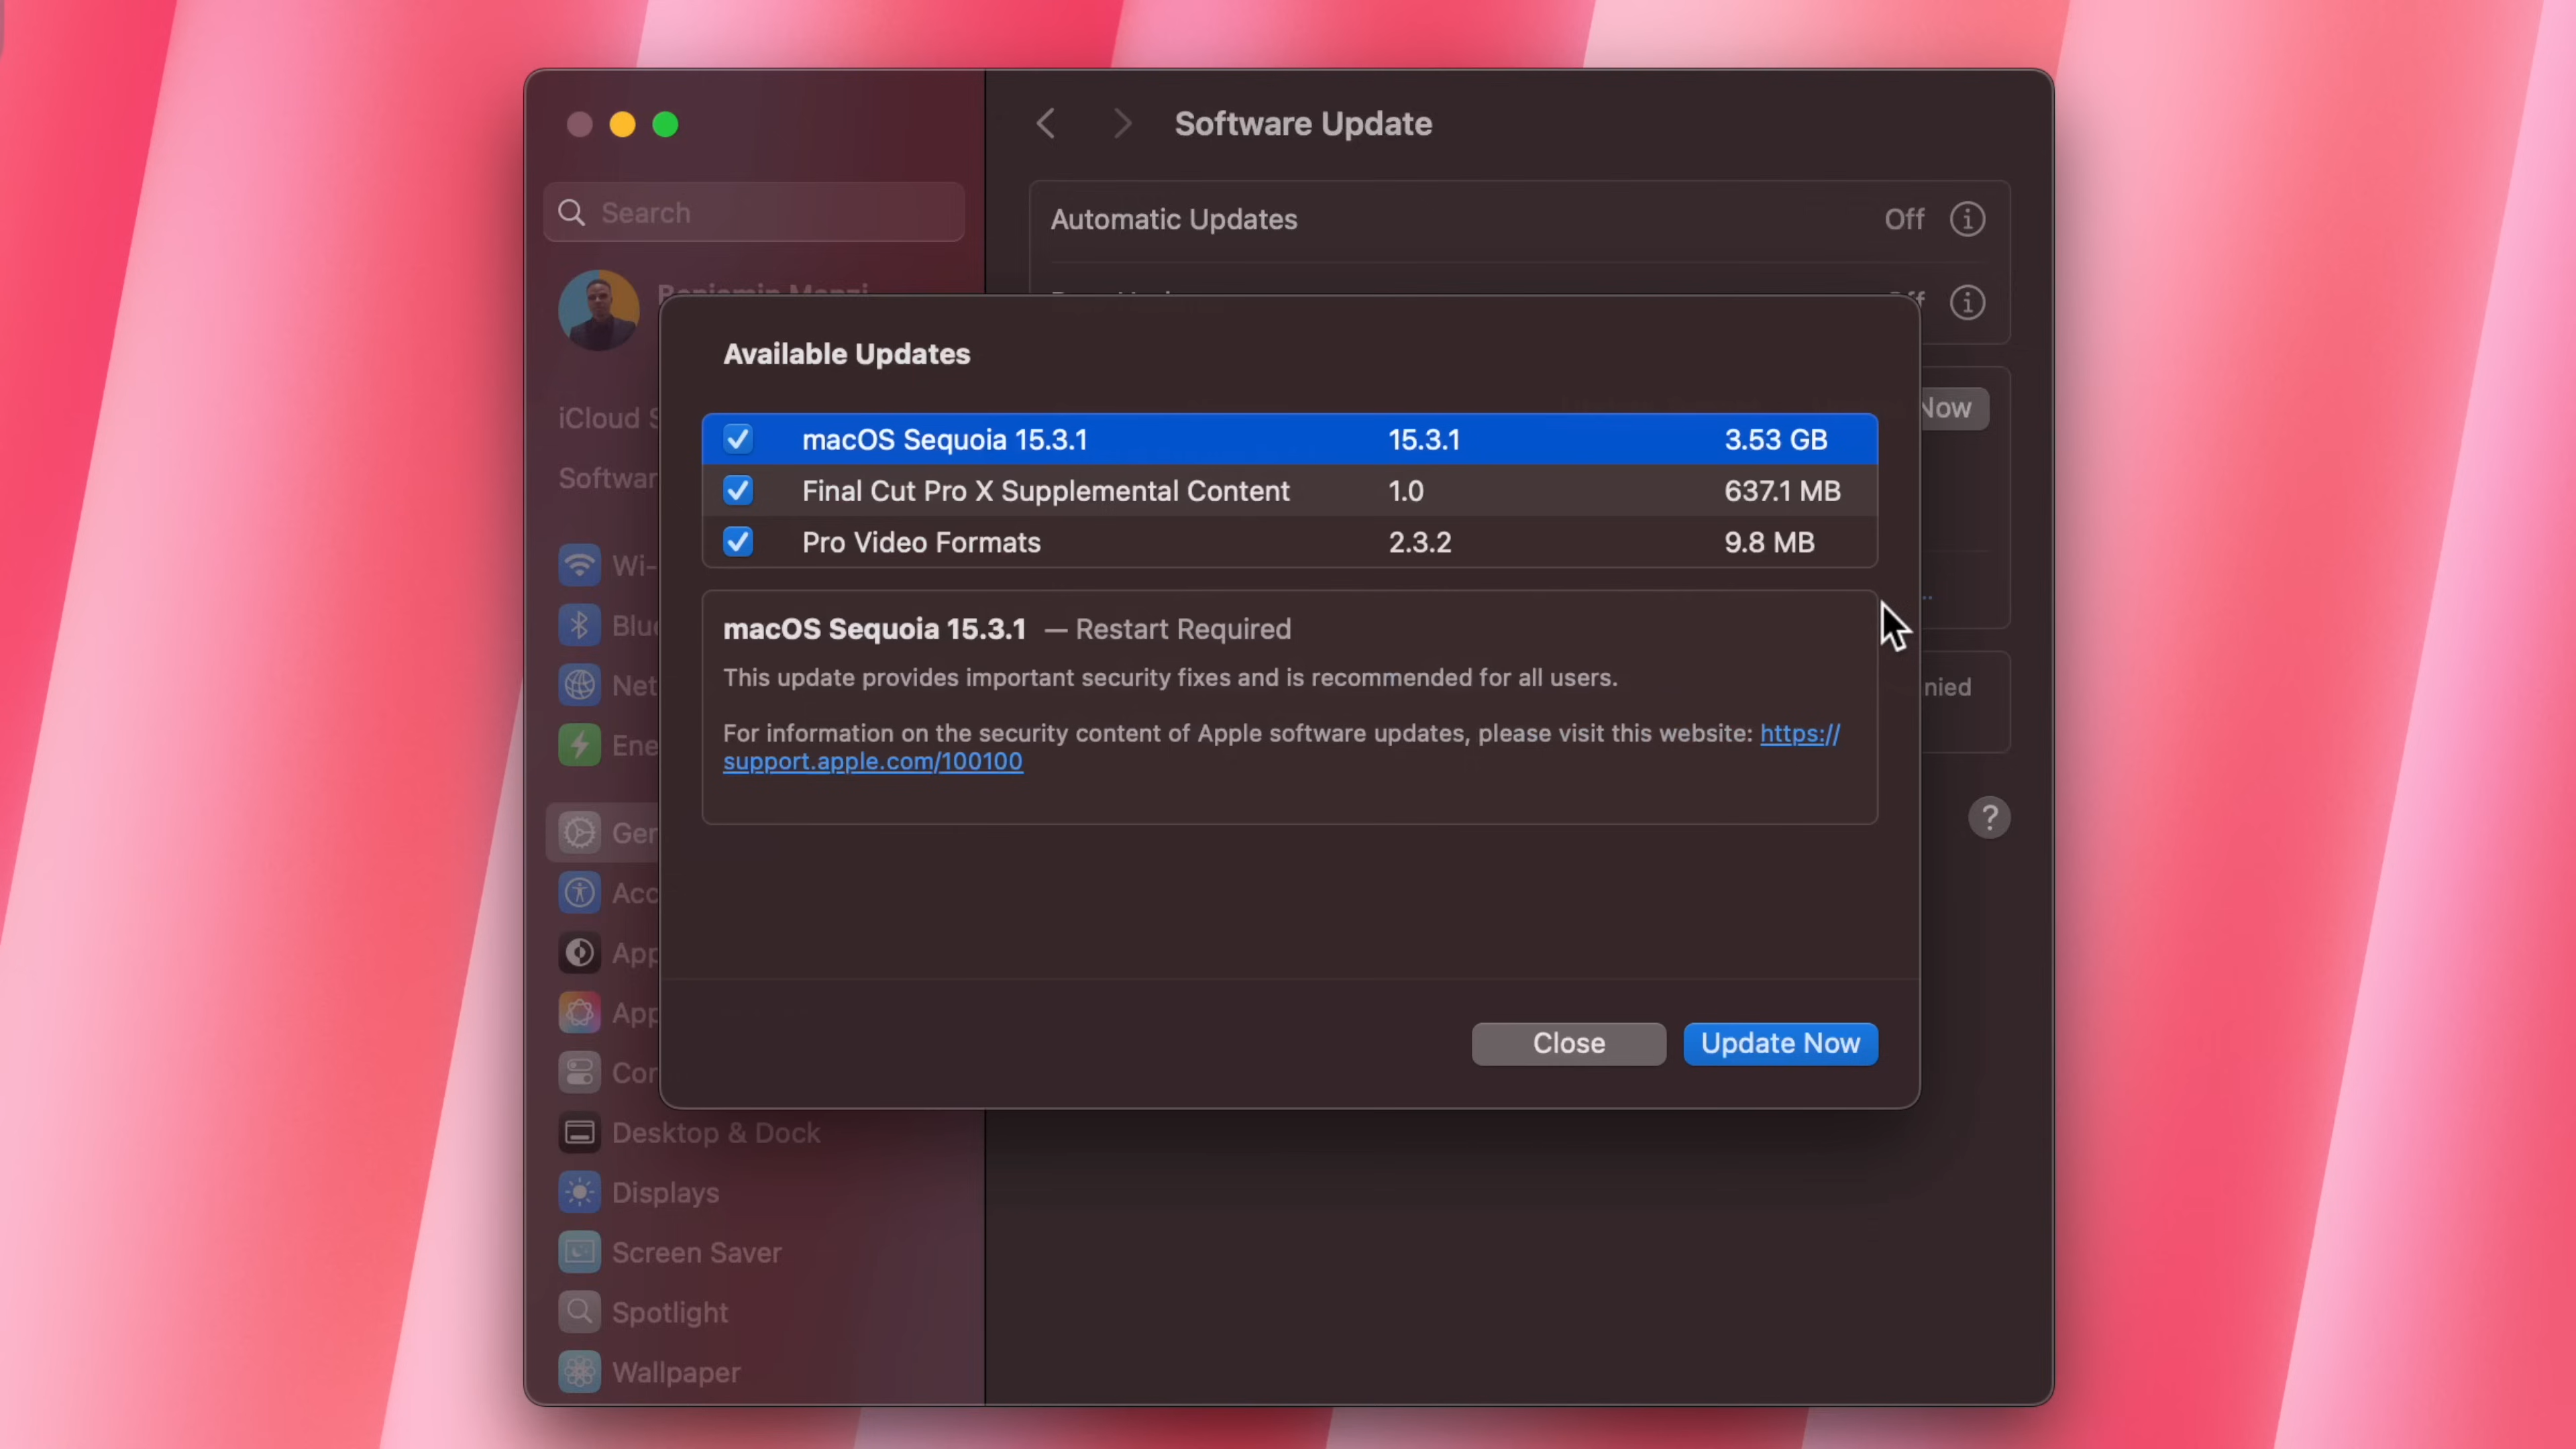 Software Update
Search
Automatic Updates Off
Benjamin Manzi
Available Updates
iCloud S
Now
macOS Sequoia 15.3.1 15.3.1 3.53 GB
Softwar
Final Cut Pro X Supplemental Content 1.0 637.1 MB
Pro Video Formats 2.3.2 9.8 MB
Wi-
Blue
macOS Sequoia 15.3.1 — Restart Required
This update provides important security fixes and is recommended for all users.
Net
nied
For information on the security content of Apple software updates, please visit this website: https://
support.apple.com/100100
Ene
?
Ger
Acc
App
App
Close
Update Now
Cor
Desktop & Dock
Displays
Screen Saver
Spotlight
Wallpaper